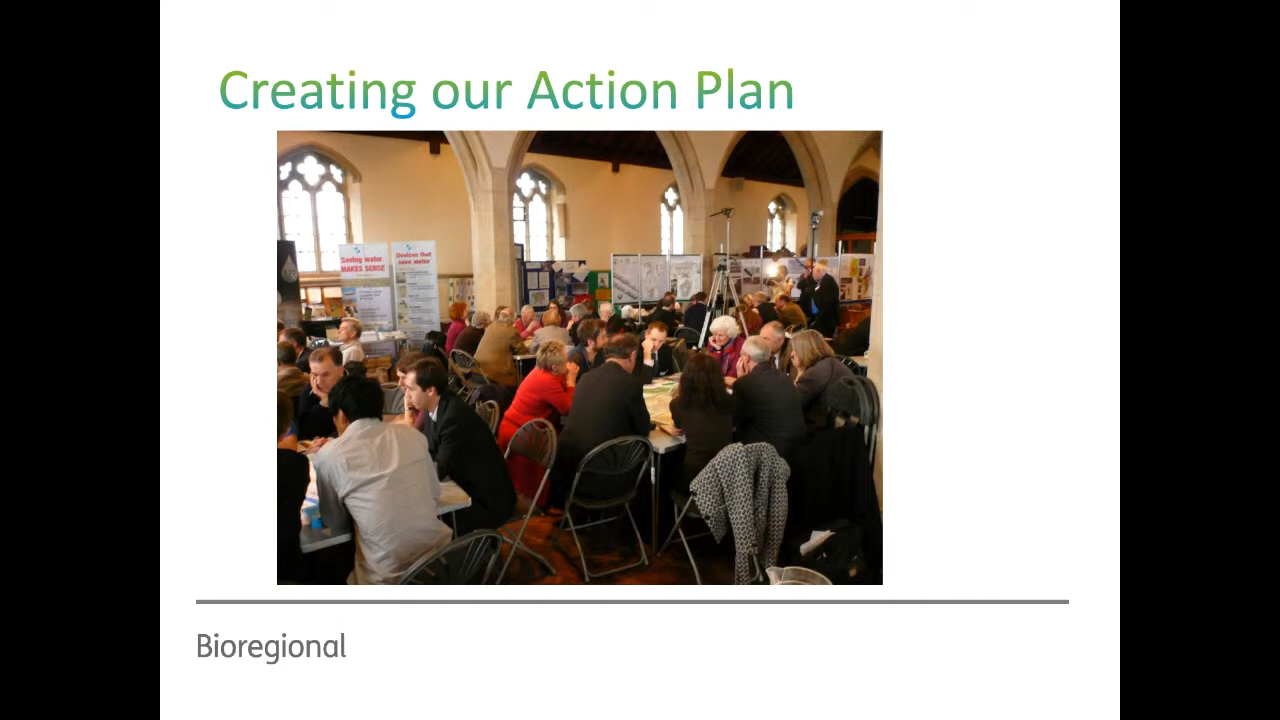 Creating our Action Plan
Saving water
MAKES SENSE
Devices that
save water
Bioregional